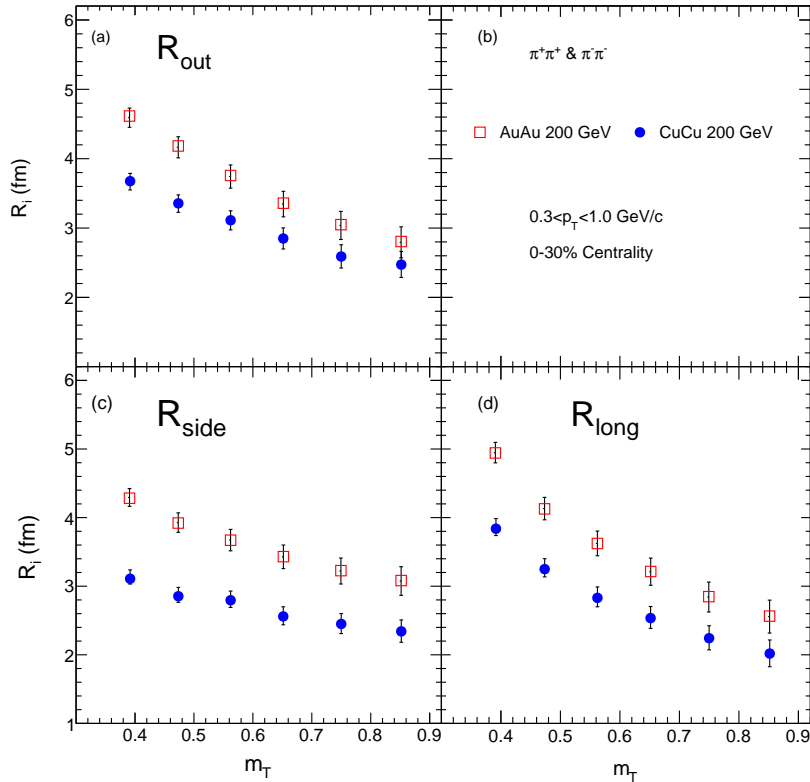 (a) R_out
6
5
4
3
2
R_i (fm)
(b) π⁺π⁺ & π⁻π⁻
AuAu 200 GeV CuCu 200 GeV
0.3<p_T<1.0 GeV/c
0-30% Centrality
(c) R_side
6
5
4
3
2
1
R_i (fm)
0.4 0.5 0.6 0.7 0.8 0.9
m_T
(d) R_long
0.4 0.5 0.6 0.7 0.8 0.9
m_T